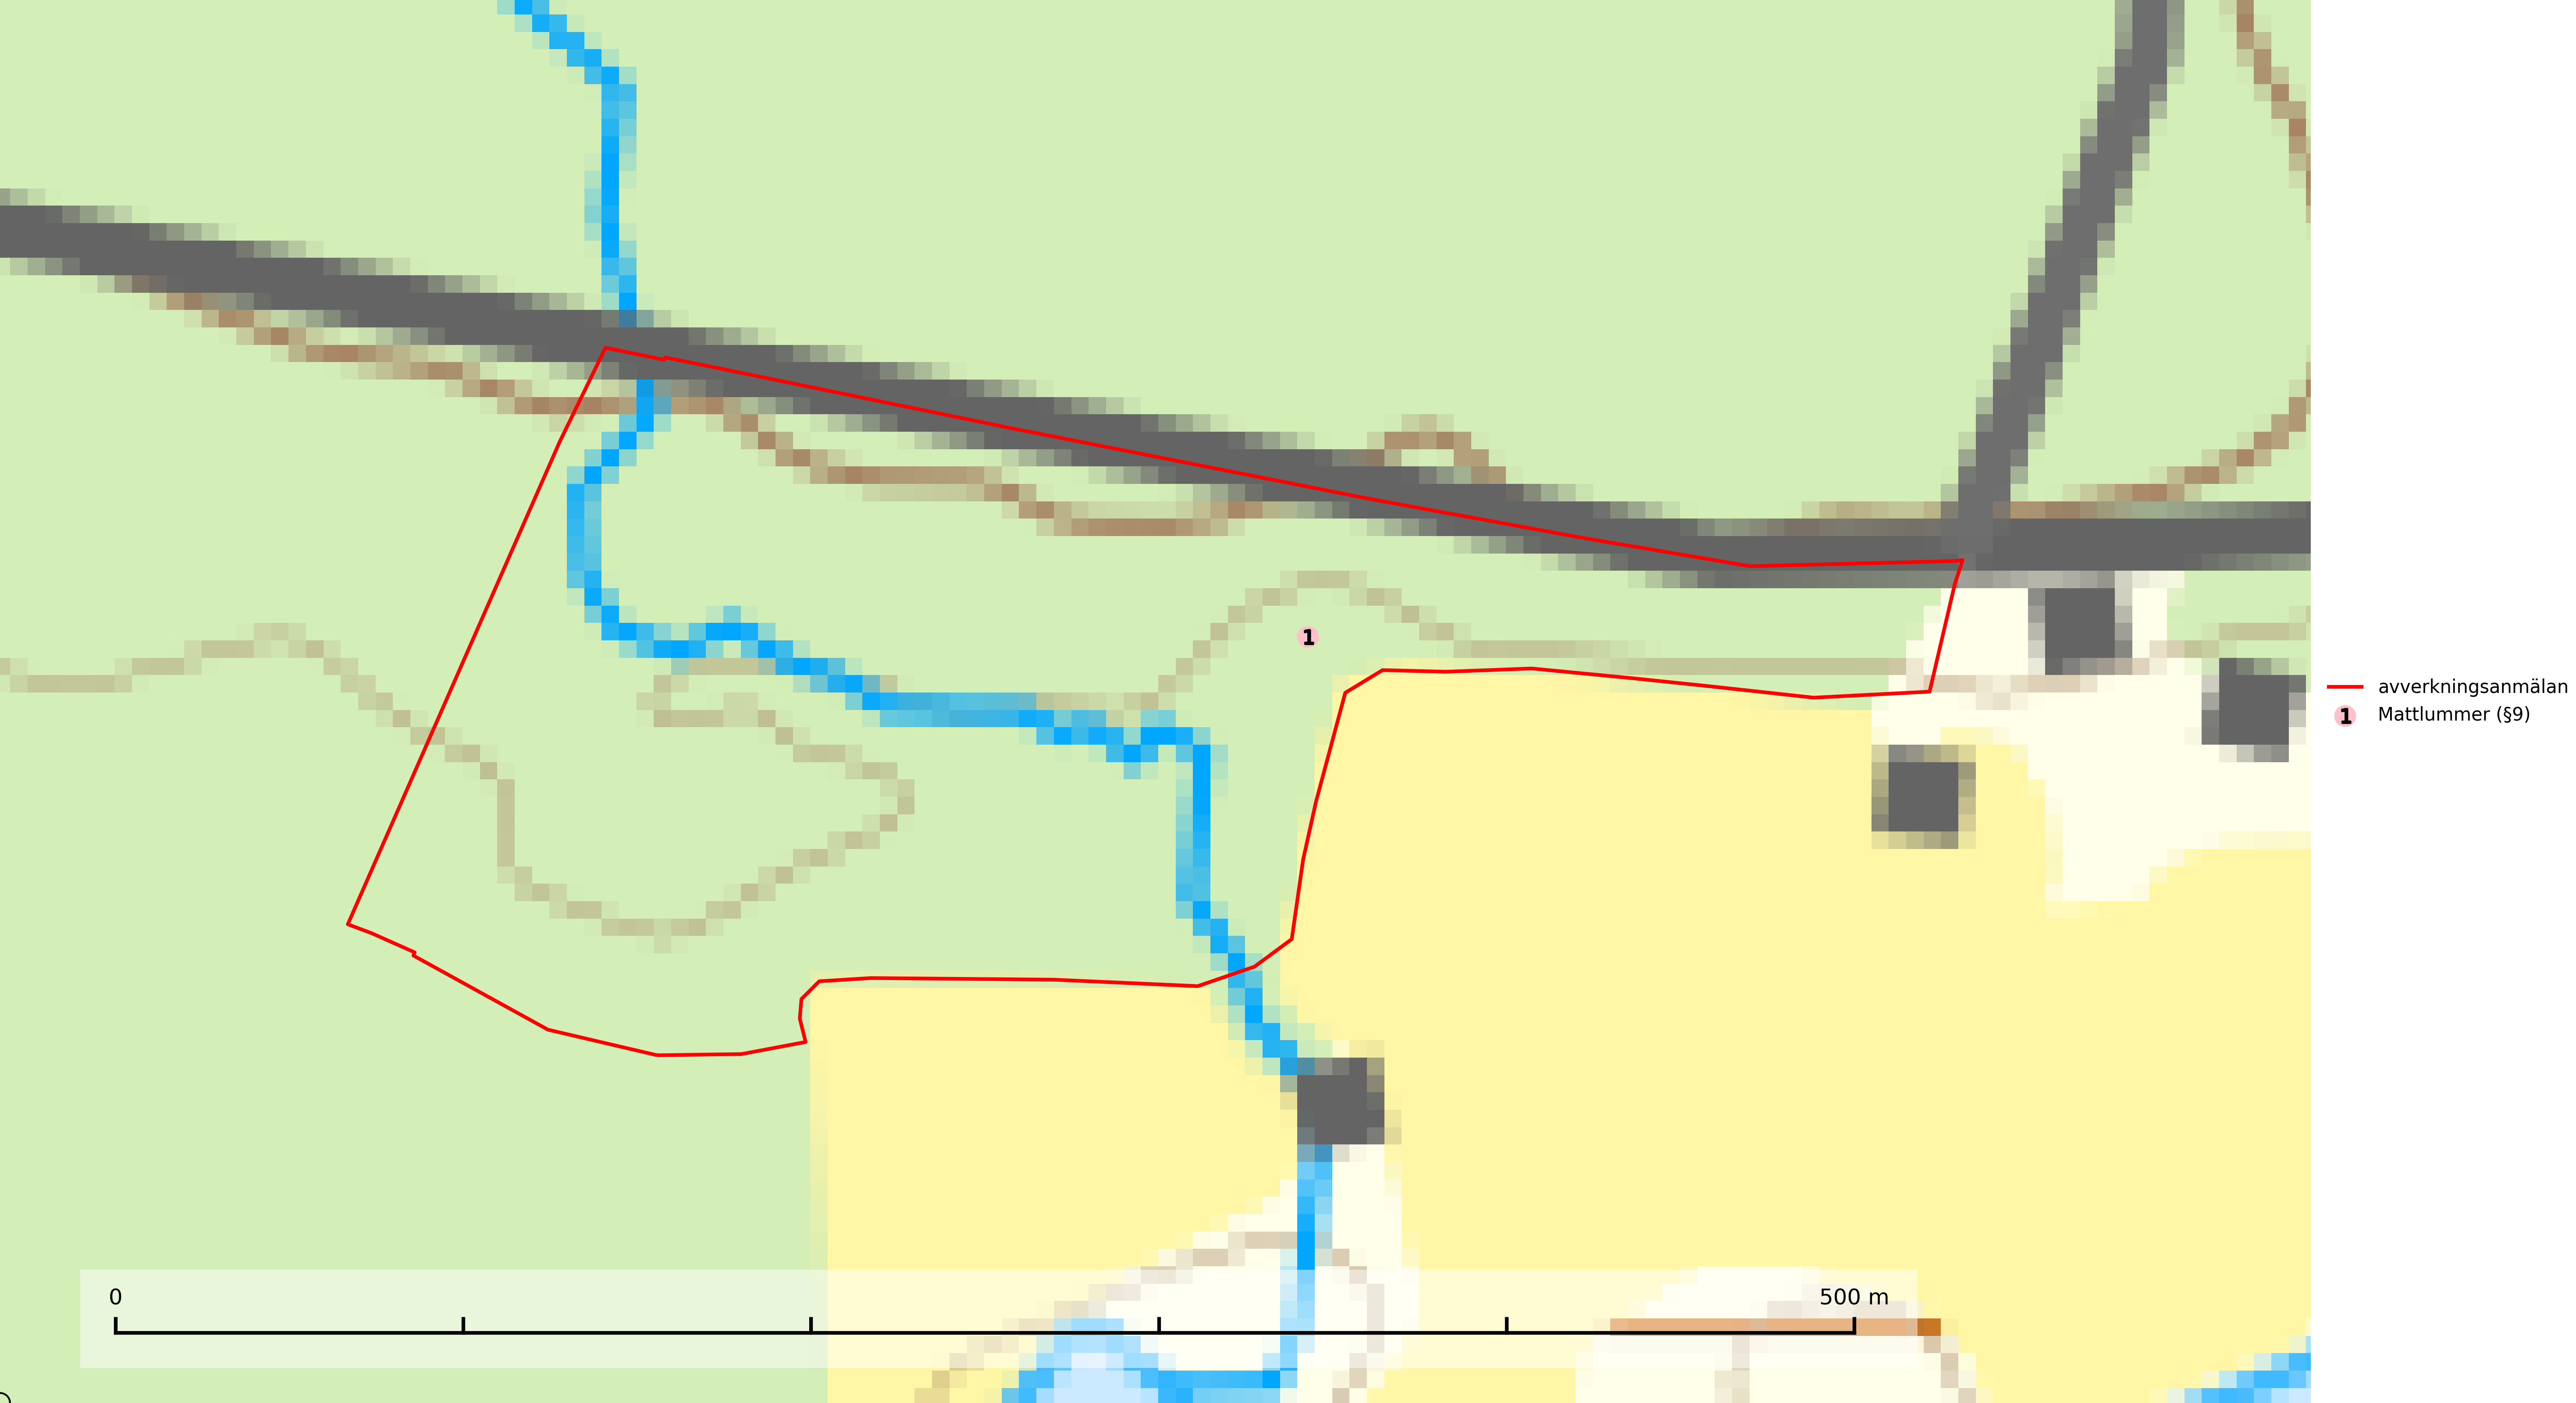 1
avverkningsanmälan
1 Mattlummer (§9)
0 500 m